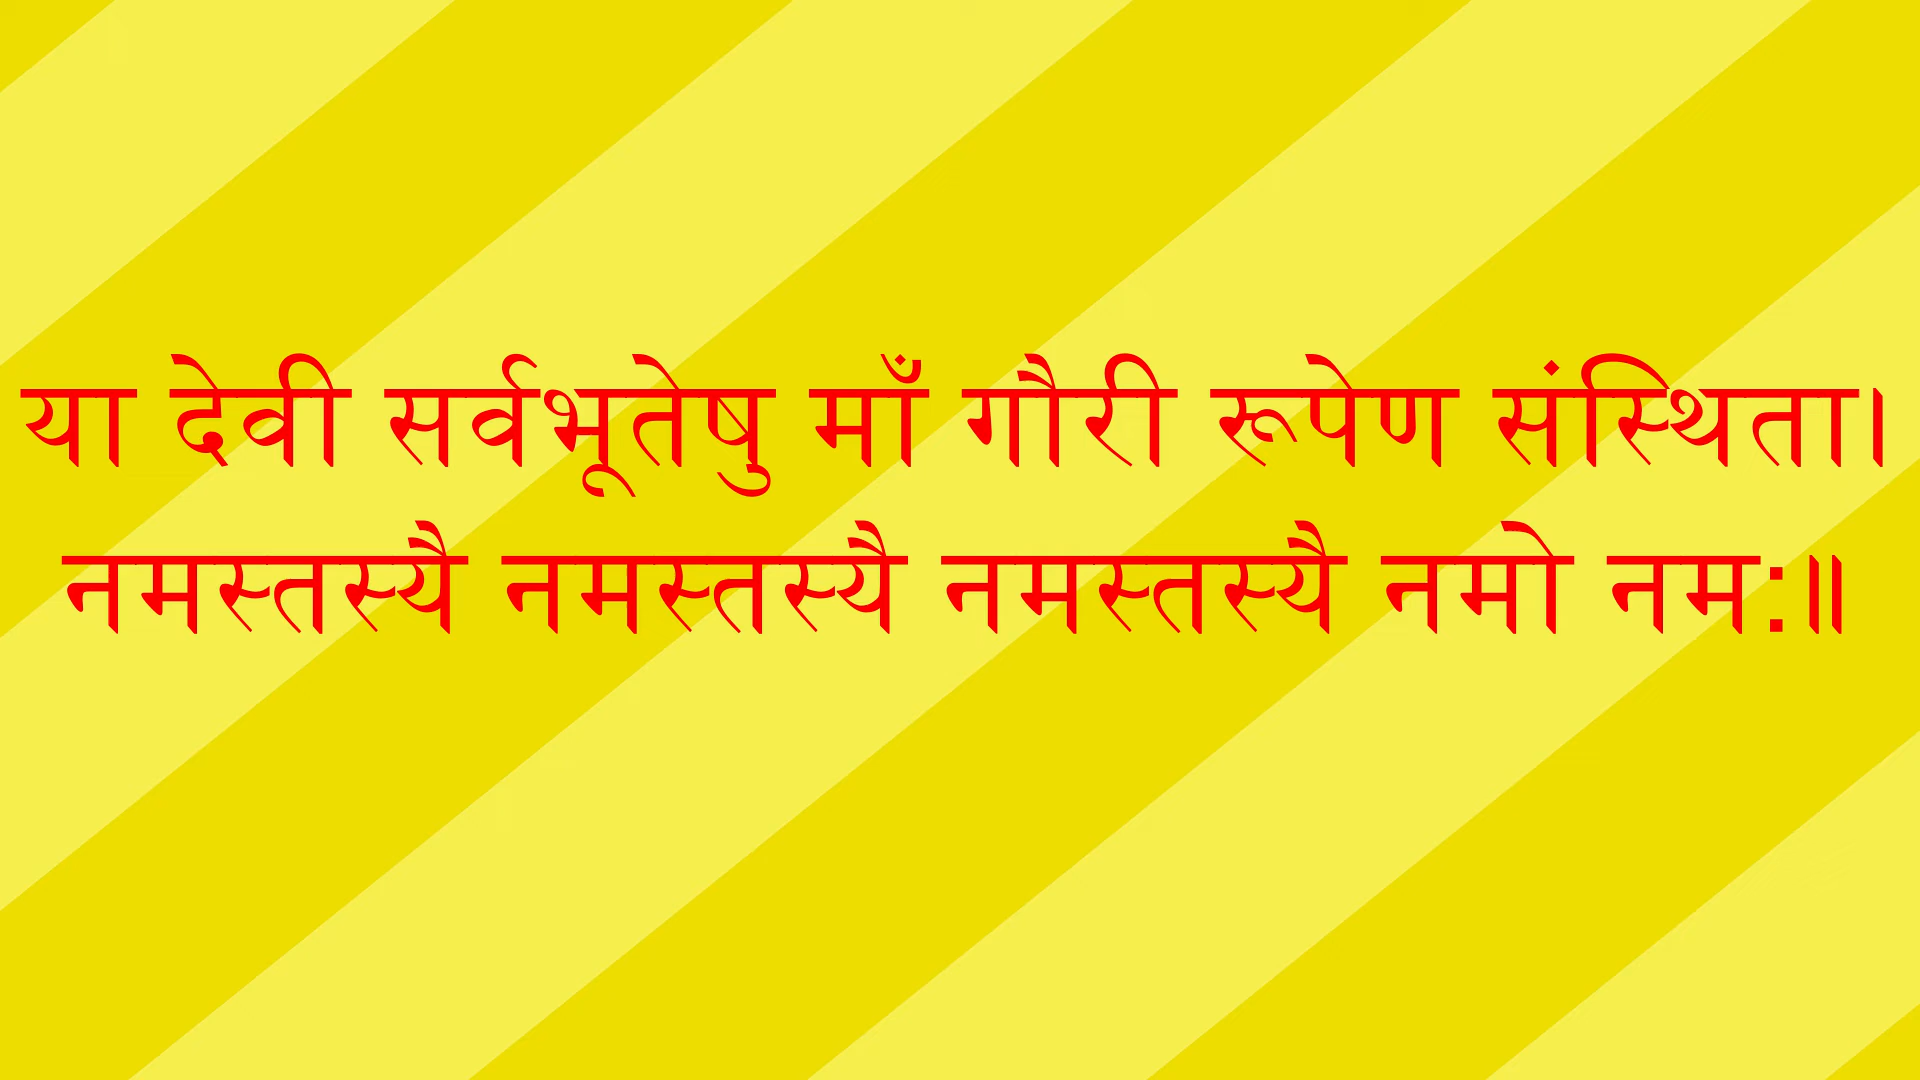 या देवी सर्वभूतेषु माँ गौरी रूपेण संस्थिता।
नमस्तस्यै नमस्तस्यै नमस्तस्यै नमो नम:॥